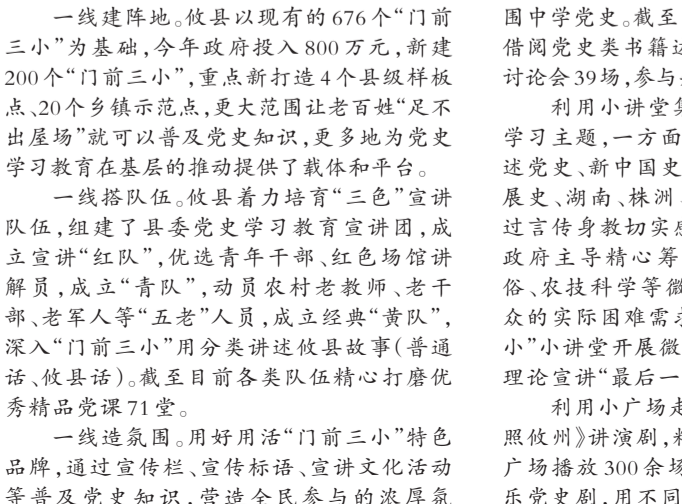 一线建阵地。攸县以现有的676个“门前
三小”为基础,今年政府投入800万元,新建
200个“门前三小”,重点新打造4个县级样板
点、20个乡镇示范点,更大范围让老百姓“足不
出屋场”就可以普及党史知识,更多地为党史
学习教育在基层的推动提供了载体和平台。
一线搭队伍。攸县着力培育“三色”宣讲
队伍,组建了县委党史学习教育宣讲团,成
立宣讲“红队”,优选青年干部、红色场馆讲
解员,成立“青队”,动员农村老教师、老干
部、老军人等“五老”人员,成立经典“黄队”,
深入“门前三小”用分类讲述攸县故事(普通
话、攸县话)。截至目前各类队伍精心打磨优
秀精品党课71堂。
一线造氛围。用好用活“门前三小”特色
品牌,通过宣传栏、宣传标语、宣讲文化活动
等普及党史知识,营造全民参与的浓厚氛
围中学党史。截至
借阅党史类书籍达
讨论会39场,参与
利用小讲堂集
学习主题,一方面
述党史、新中国史
展史、湖南、株洲
过言传身教切实感
政府主导精心筹
俗、农技科学等微
众的实际困难需求
小”小讲堂开展微
理论宣讲“最后一
利用小广场走
照攸州》讲演剧,
广场播放300余场
乐党史剧,用不同